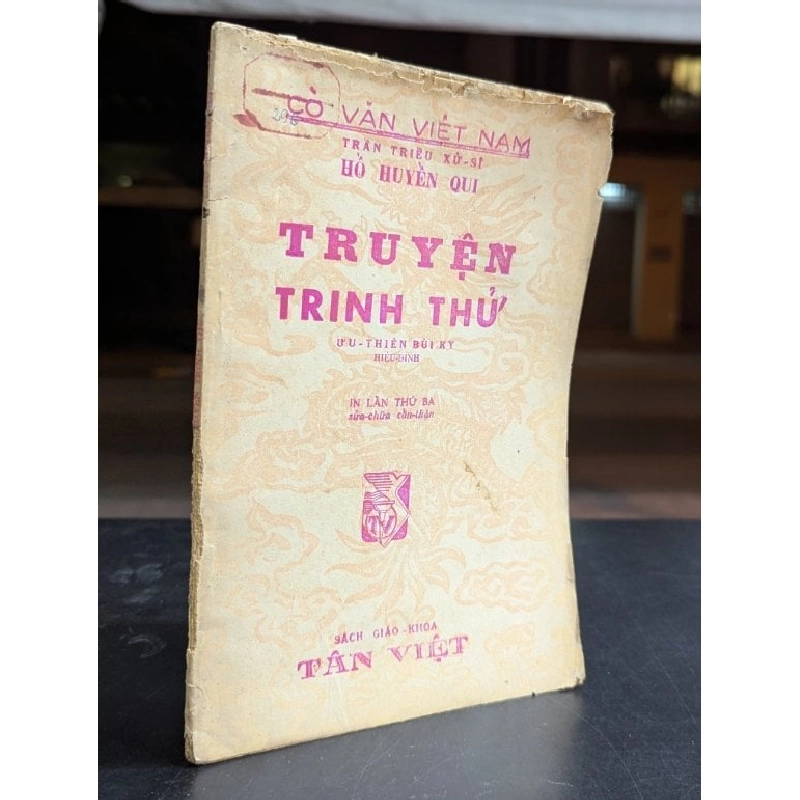 CỔ VĂN VIỆT NAM
TRẦN TRIỀU XỬ-SĨ
HỒ HUYỀN QUI
TRUYỆN
TRINH THỬ
ƯU-THIÊN BÙI KỶ
HIỆU-ĐÍNH
IN LẦN THỨ BA
sửa-chữa cẩn-thận
TV
SÁCH GIÁO-KHOA
TÂN VIỆT